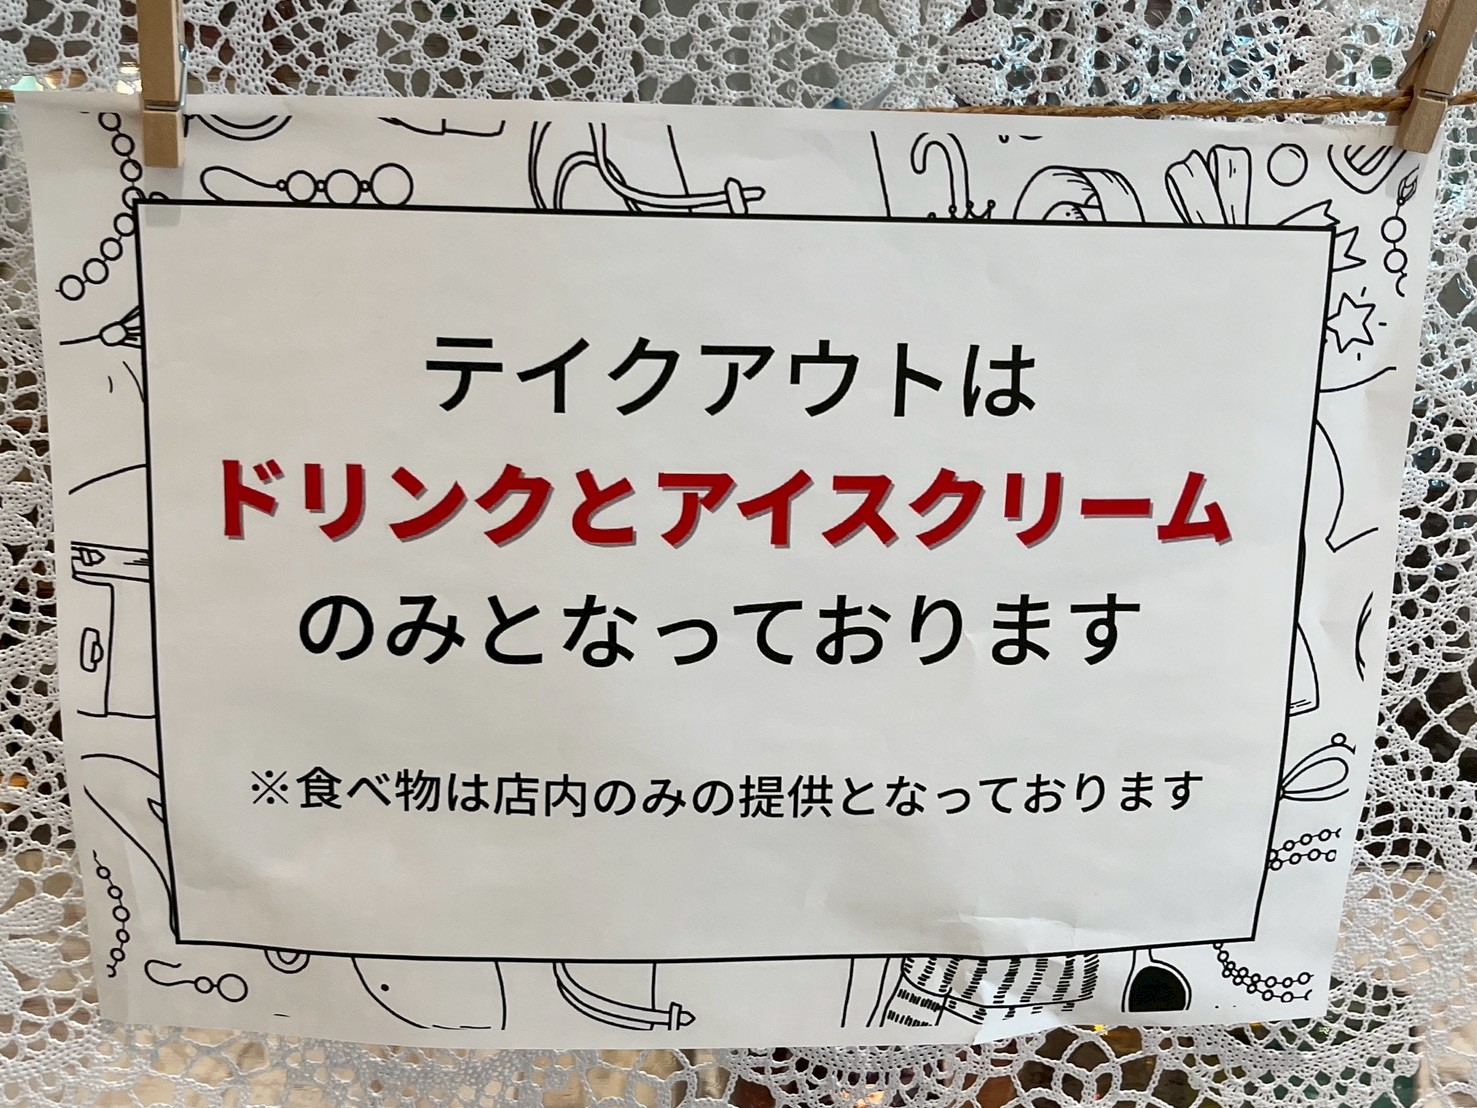 テイクアウトは
ドリンクとアイスクリーム
のみとなっております
※食べ物は店内のみの提供となっております